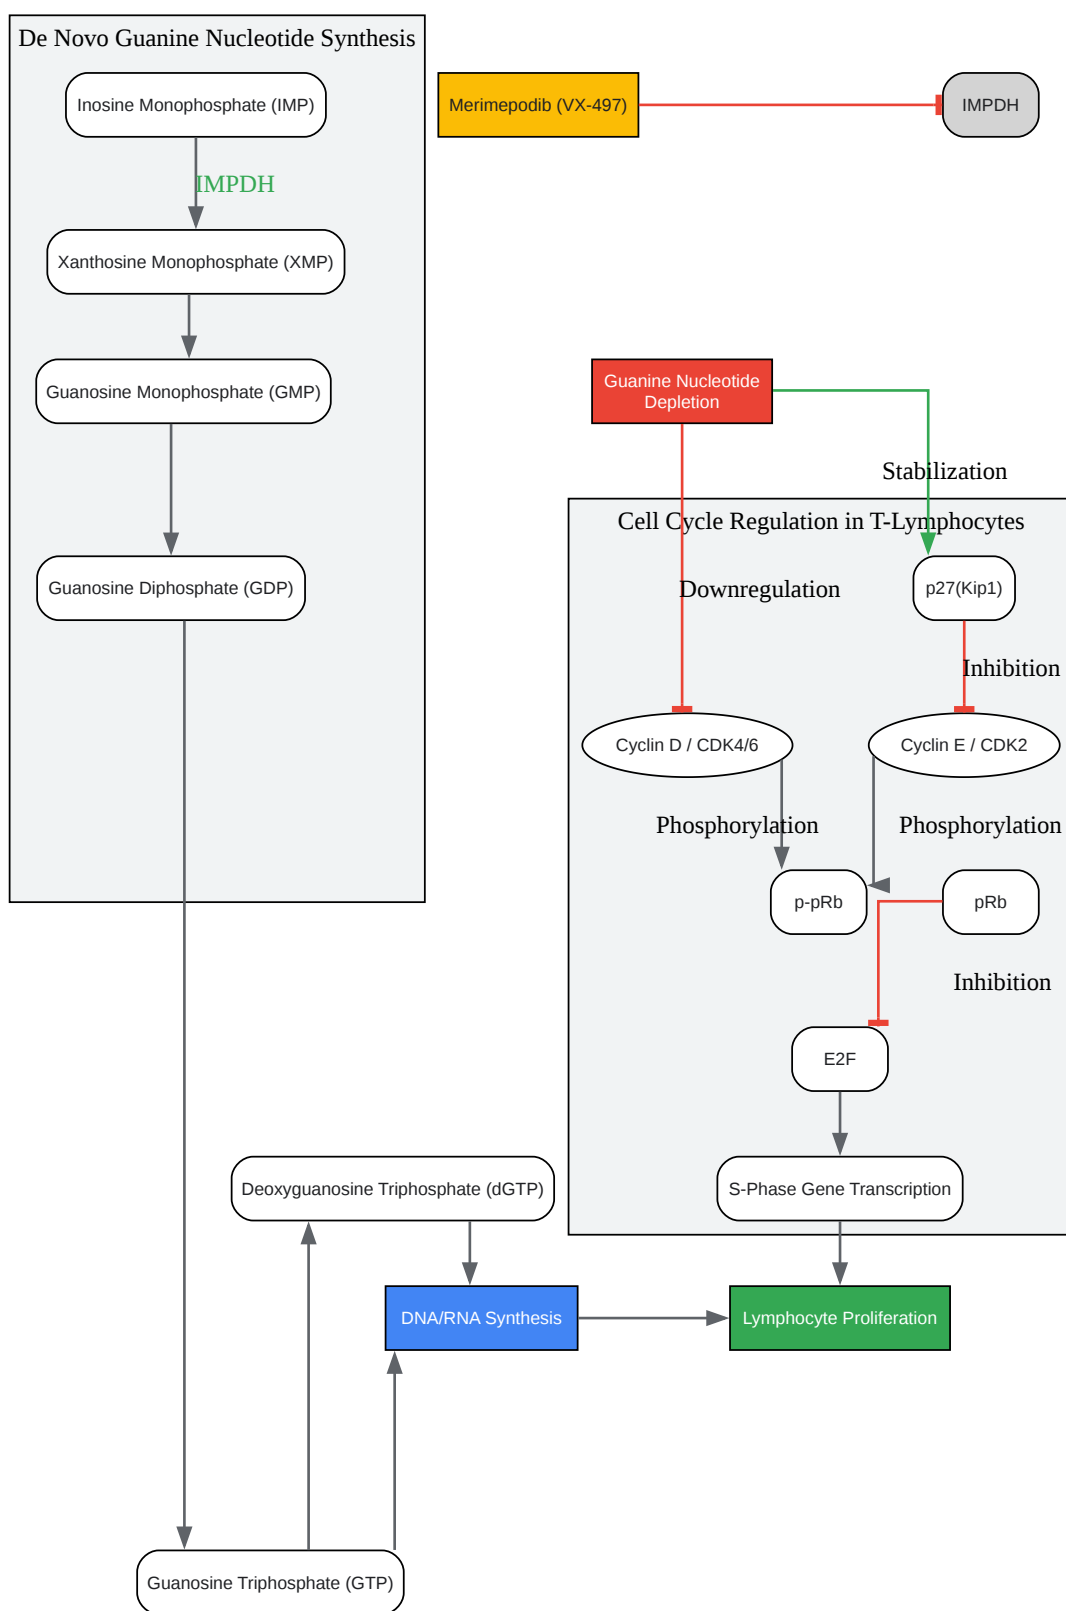 De Novo Guanine Nucleotide Synthesis
Inosine Monophosphate (IMP)
Merimepodib (VX-497)
IMPDH
IMPDH
Xanthosine Monophosphate (XMP)
Guanosine Monophosphate (GMP)
Guanine Nucleotide
Depletion
Stabilization
Cell Cycle Regulation in T-Lymphocytes
Guanosine Diphosphate (GDP)
Downregulation
p27(Kip1)
Inhibition
Cyclin D / CDK4/6
Cyclin E / CDK2
Phosphorylation
Phosphorylation
p-pRb
pRb
Inhibition
E2F
Deoxyguanosine Triphosphate (dGTP)
S-Phase Gene Transcription
DNA/RNA Synthesis
Lymphocyte Proliferation
Guanosine Triphosphate (GTP)